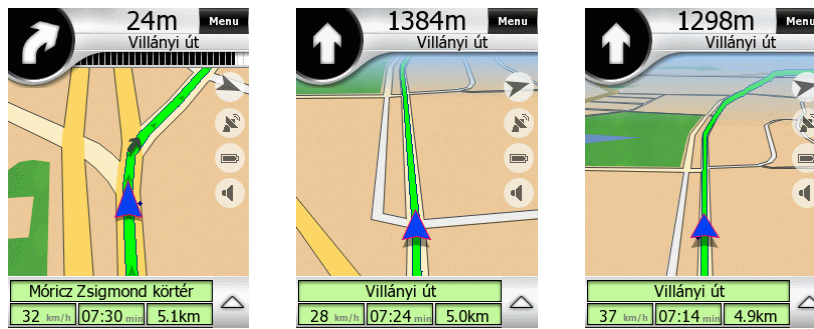 24m Menu
Villányi út
Móricz Zsigmond körtér
32 km/h 07:30 min 5.1km
1384m Menu
Villányi út
Villányi út
28 km/h 07:24 min 5.0km
1298m Menu
Villányi út
Villányi út
37 km/h 07:14 min 4.9km